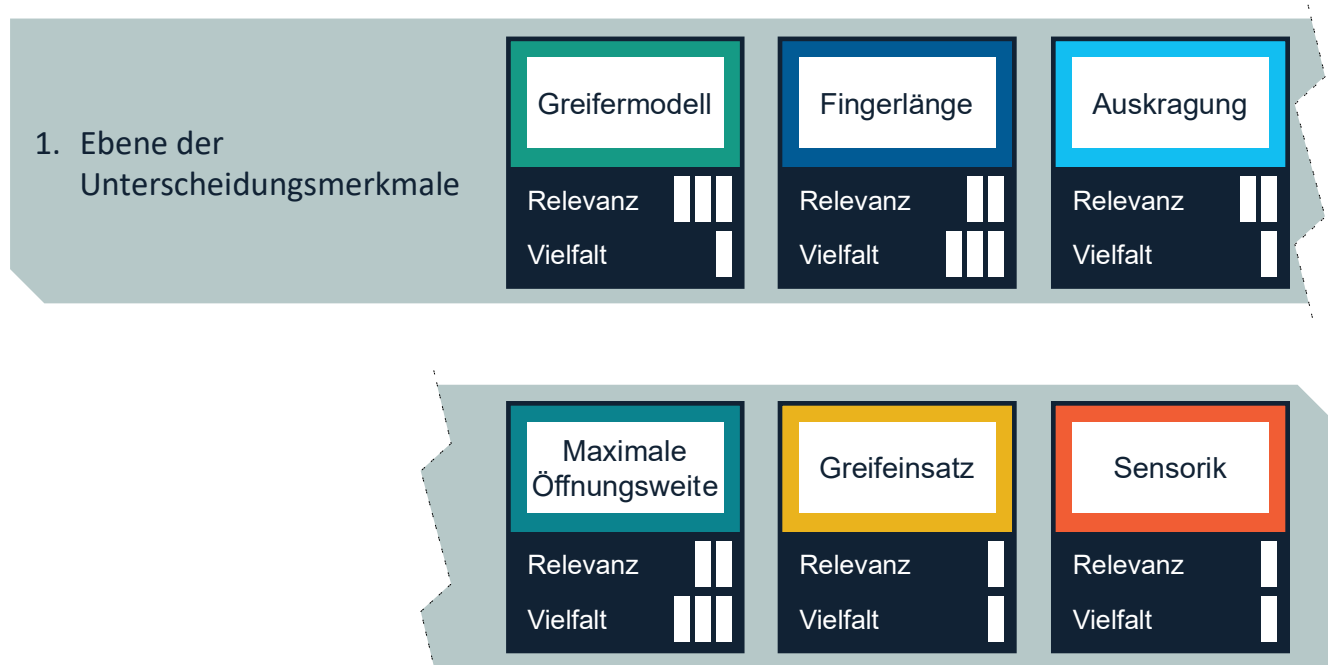 1. Ebene der
Unterscheidungsmerkmale
Greifermodell
Relevanz
Vielfalt
Fingerlänge
Relevanz
Vielfalt
Auskragung
Relevanz
Vielfalt
Maximale
Öffnungsweite
Relevanz
Vielfalt
Greifeinsatz
Relevanz
Vielfalt
Sensorik
Relevanz
Vielfalt